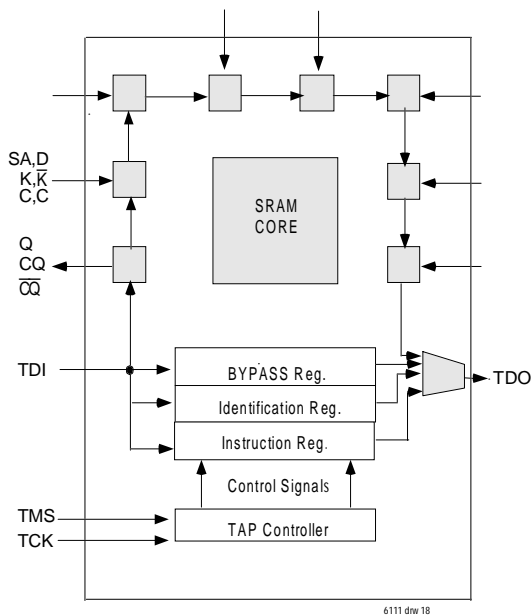 SA,D
K,K̅
C,C
SRAM
CORE
Q
CQ
C̅Q̅
TDI
BYPASS Reg.
TDO
Identification Reg.
Instruction Reg.
Control Signals
TMS
TAP Controller
TCK
6111 drw 18